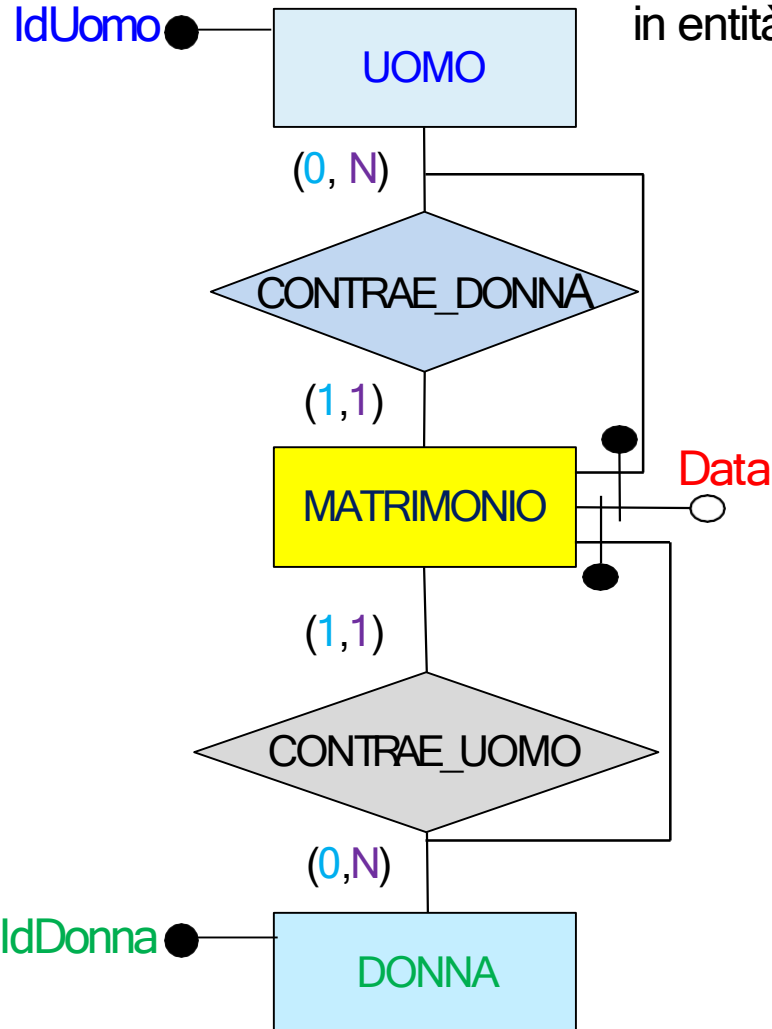 IdUomo
in entità
UOMO
(0, N)
CONTRAE_DONNA
(1,1)
Data
MATRIMONIO
(1,1)
CONTRAE_UOMO
(0,N)
IdDonna
DONNA